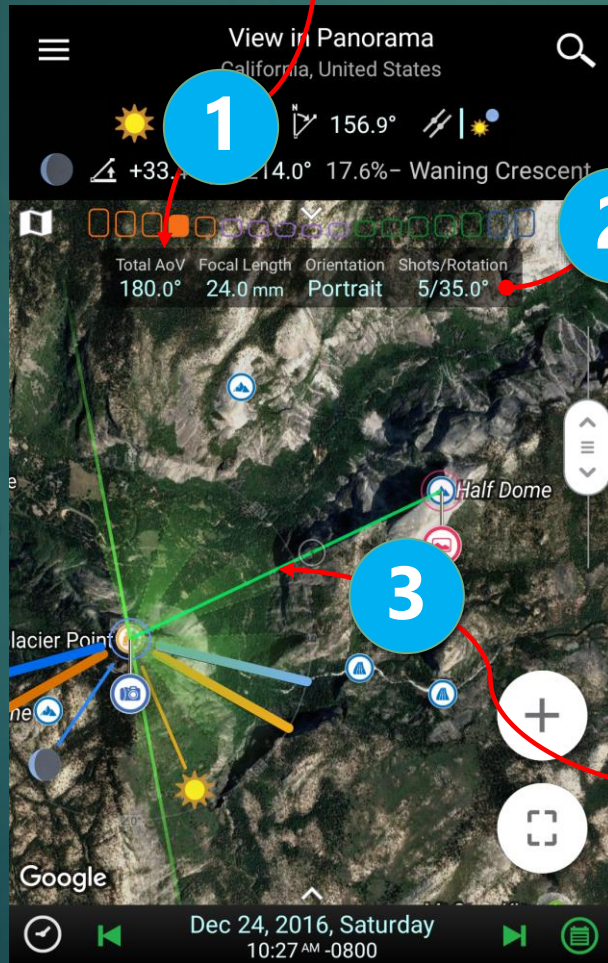 View in Panorama
California, United States
N 156.9°
+33. 14.0° 17.6%- Waning Crescent
Total AoV Focal Length Orientation Shots/Rotation
180.0° 24.0 mm Portrait 5/35.0°
1
2
3
Half Dome
lacier Point
me
Google
Dec 24, 2016, Saturday
10:27 AM -0800